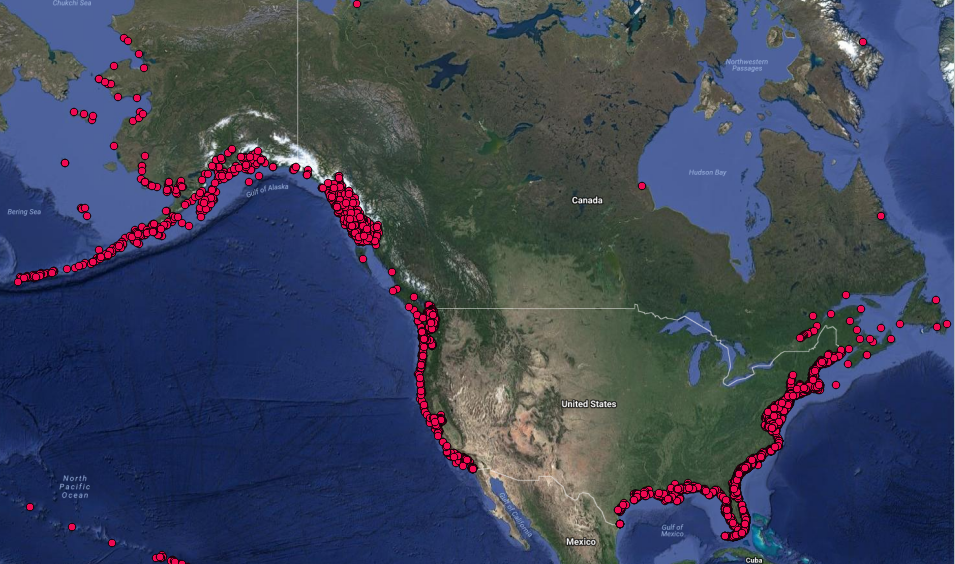 Chukchi Sea
Northwestern
Passages
Hudson Bay
Canada
Gulf of Alaska
Bering Sea
United States
North
Pacific
Ocean
Gulf of California
Gulf of
Mexico
Mexico
Cuba